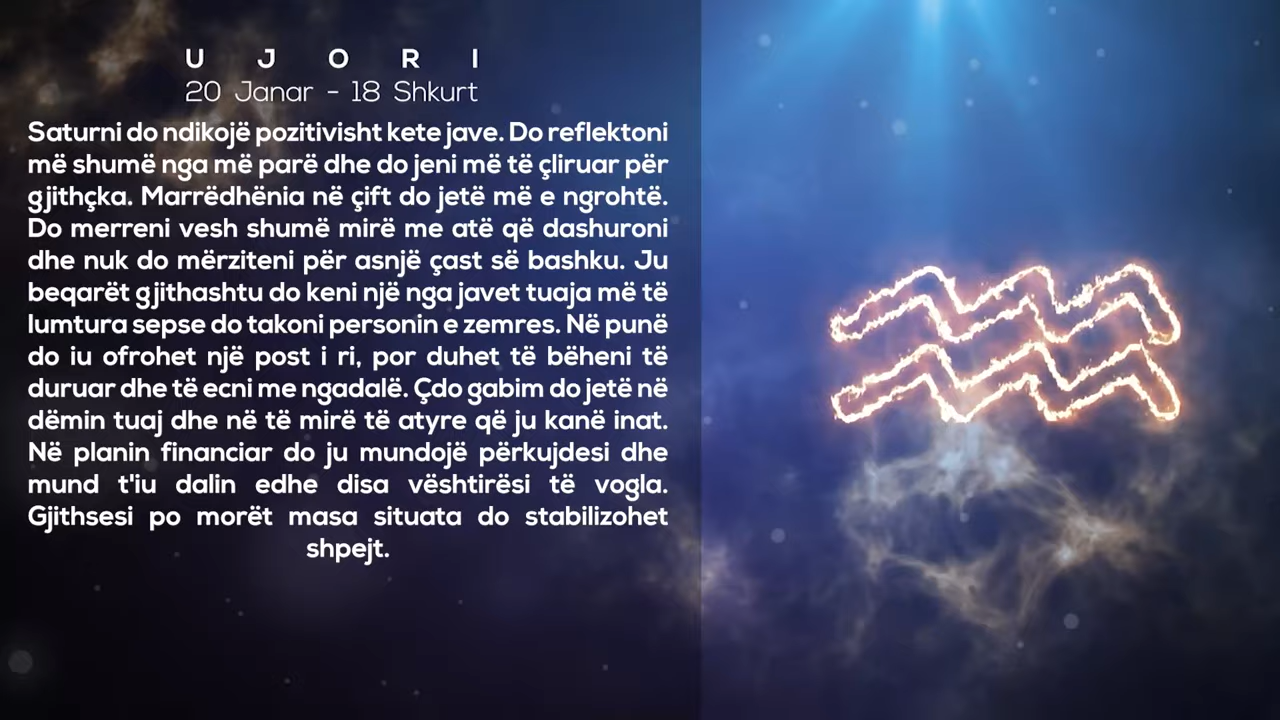 UJORI
20 Janar - 18 Shkurt
Saturni do ndikojë pozitivisht kete jave. Do reflektoni
më shumë nga më parë dhe do jeni më të çliruar për
gjithçka. Marrëdhënia në çift do jetë më e ngrohtë.
Do merreni vesh shumë mirë me atë që dashuroni
dhe nuk do mërziteni për asnjë çast së bashku. Ju
beqarët gjithashtu do keni një nga javet tuaja më të
lumtura sepse do takoni personin e zemres. Në punë
do iu ofrohet një post i ri, por duhet të bëheni të
duruar dhe të ecni me ngadalë. Çdo gabim do jetë në
dëmin tuaj dhe në të mirë të atyre që ju kanë inat.
Në planin financiar do ju mundojë përkujdesi dhe
mund t'iu dalin edhe disa vështirësi të vogla.
Gjithsesi po morët masa situata do stabilizohet
shpejt.